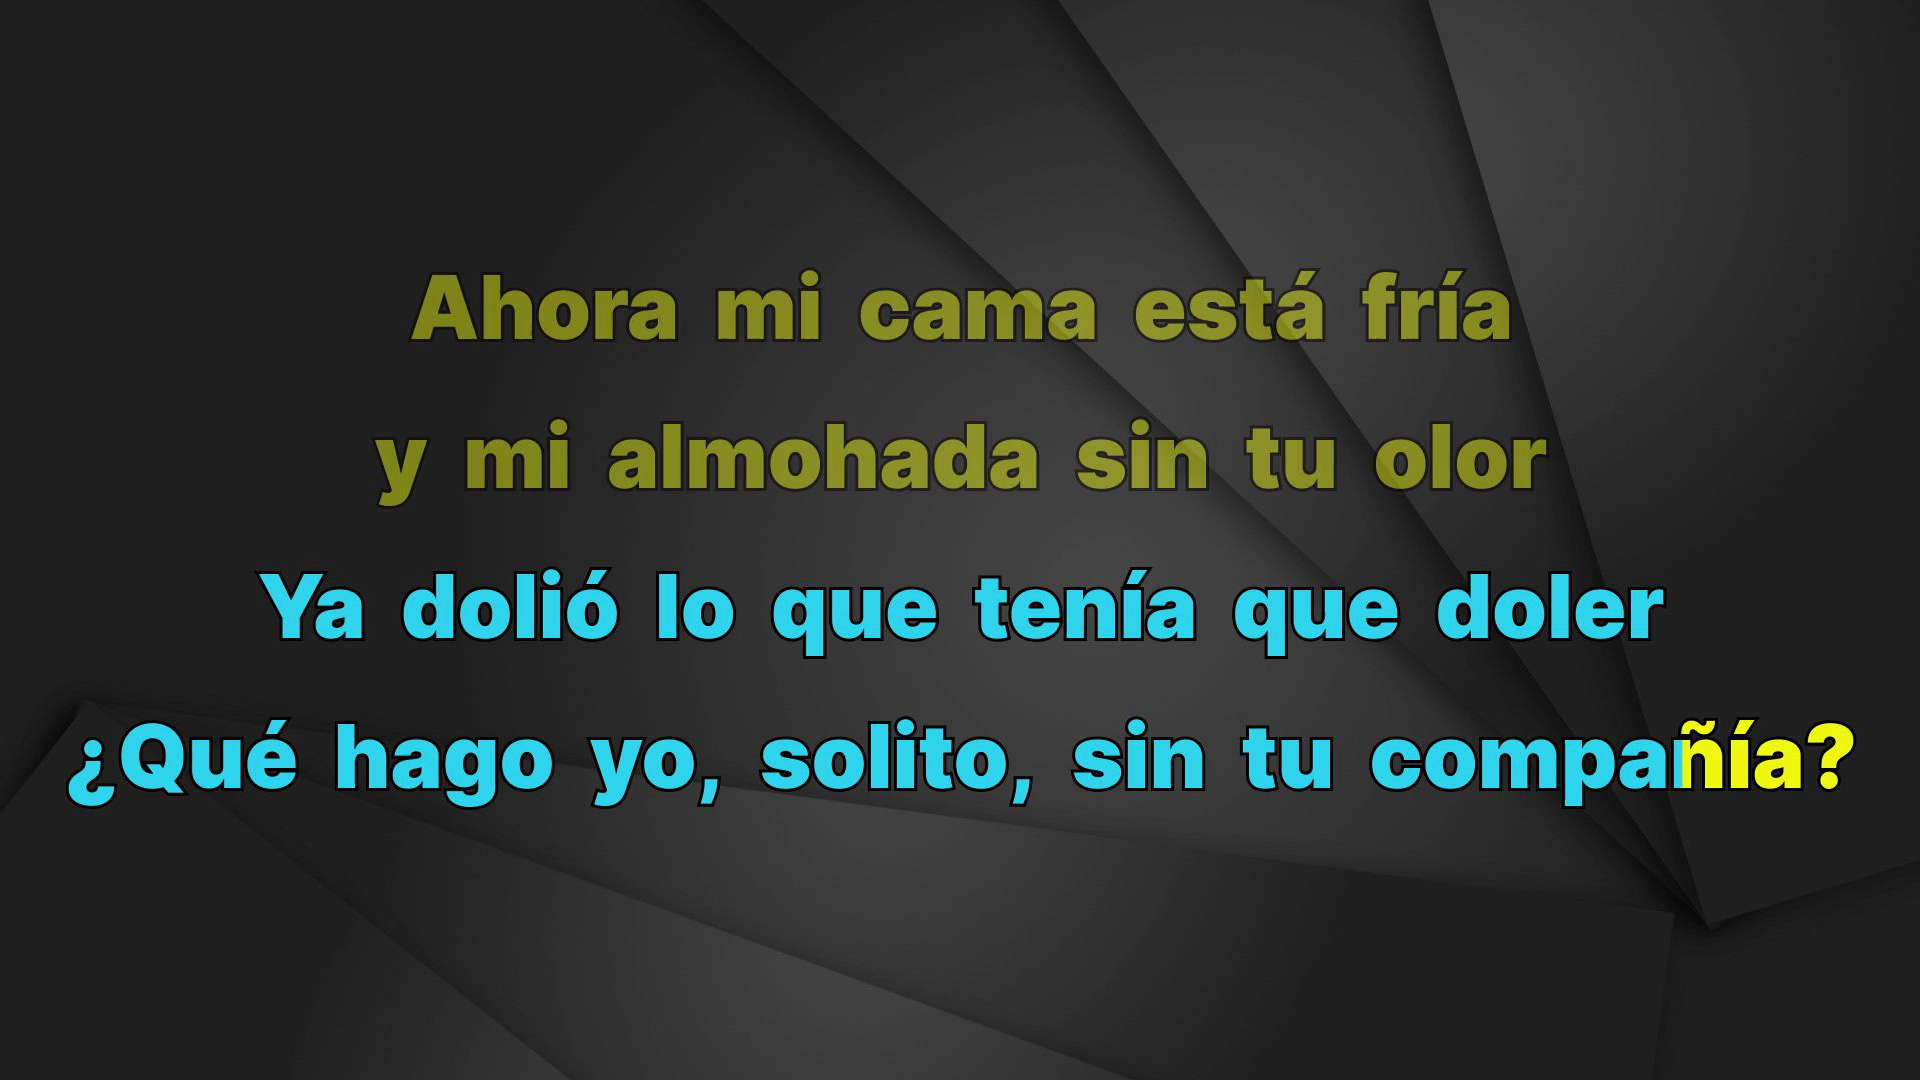 Ahora mi cama está fría
y mi almohada sin tu olor
Ya dolió lo que tenía que doler
¿Qué hago yo, solito, sin tu compañía?